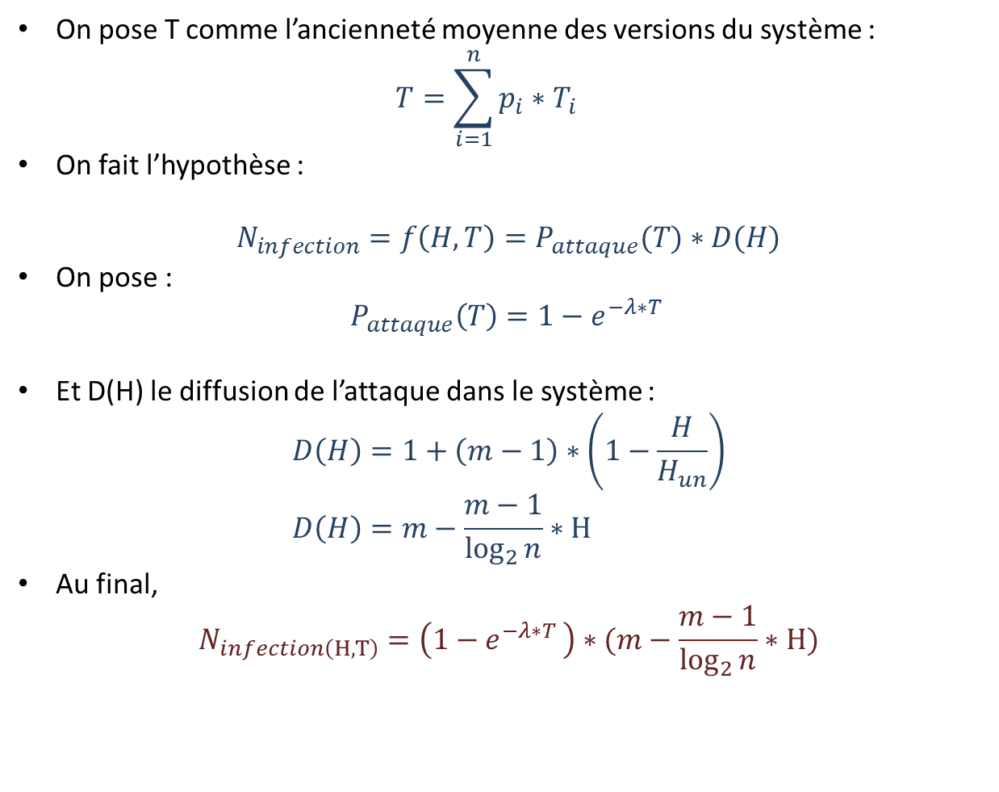 • On pose T comme l’ancienneté moyenne des versions du système :
$T = \sum_{i=1}^{n} p_i * T_i$
• On fait l’hypothèse :
$N_{infection} = f(H, T) = P_{attaque}(T) * D(H)$
• On pose :
$P_{attaque}(T) = 1 - e^{-\lambda * T}$
• Et D(H) le diffusion de l’attaque dans le système :
$D(H) = 1 + (m - 1) * \left(1 - \frac{H}{H_{un}}\right)$
$D(H) = m - \frac{m - 1}{\log_2 n} * \mathrm{H}$
• Au final,
$N_{infection(\mathrm{H,T})} = \left(1 - e^{-\lambda * T}\right) * (m - \frac{m - 1}{\log_2 n} * \mathrm{H})$